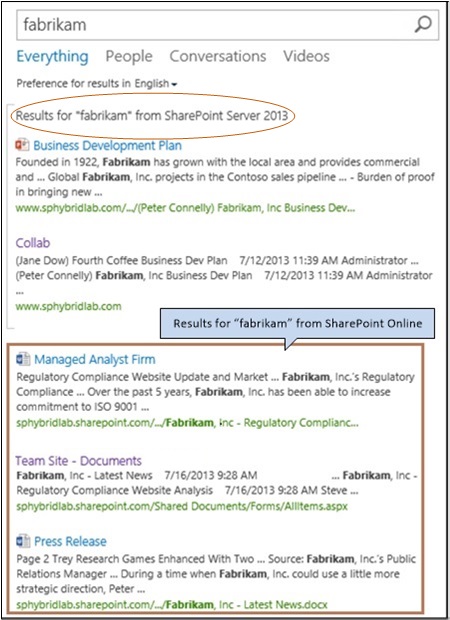 fabrikam
Everything People Conversations Videos
Preference for results in English
Results for "fabrikam" from SharePoint Server 2013
Business Development Plan
Founded in 1922, Fabrikam has grown with the local area and provides commercial
and ... Global Fabrikam, Inc. projects in the Contoso sales pipeline ... - Burden of proof
in bringing new ...
www.sphybridlab.com/.../(Peter Connelly) Fabrikam, Inc Business Dev...
Collab
(Jane Dow) Fourth Coffee Business Dev Plan 7/12/2013 11:39 AM Administrator ...
(Peter Connelly) Fabrikam, Inc Business Dev Plan 7/12/2013 11:39 AM Administrator
...
www.sphybridlab.com
Results for “fabrikam” from SharePoint Online
Managed Analyst Firm
Regulatory Compliance Website Update and Market ... Fabrikam, Inc.'s Regulatory
Compliance ... Over the past 5 years, Fabrikam, Inc. has been able to increase
commitment to ISO 9001 ...
sphybridlab.sharepoint.com/.../Fabrikam, Inc - Regulatory Complianc...
Team Site - Documents
Fabrikam, Inc - Latest News 7/16/2013 9:28 AM ... Fabrikam, Inc -
Regulatory Compliance Website Analysis 7/16/2013 9:28 AM Steve ...
sphybridlab.sharepoint.com/Shared Documents/Forms/AllItems.aspx
Press Release
Page 2 Trey Research Games Enhanced With Two ... Source: Fabrikam, Inc.'s Public
Relations Manager ... During a time when Fabrikam, Inc. could use a little more
strategic direction, Peter ...
sphybridlab.sharepoint.com/.../Fabrikam, Inc - Latest News.docx